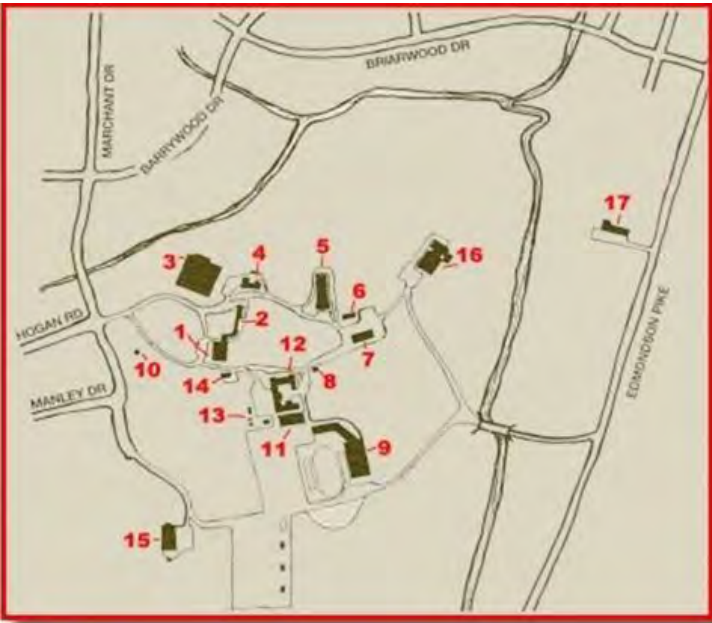 BRIARWOOD DR
MARCHANT DR
BARRYWOOD DR
17
3
4
5
16
6
2
HOGAN RD
1
12
7
EDMONDSON PIKE
10
14
8
MANLEY DR
13
11
9
15